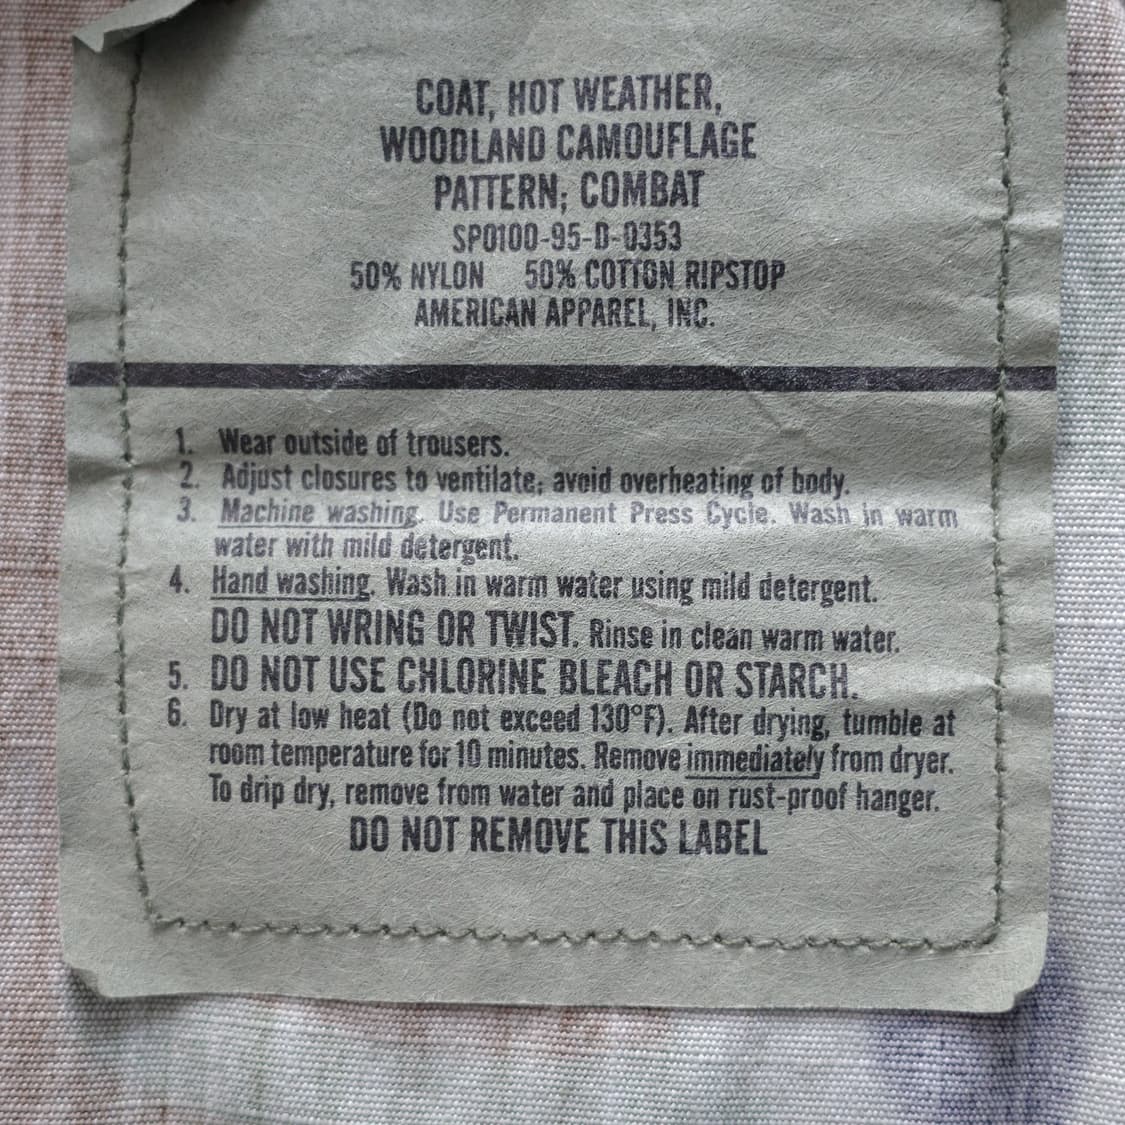 COAT, HOT WEATHER,
WOODLAND CAMOUFLAGE
PATTERN; COMBAT
SP0100-95-D-0353
50% NYLON 50% COTTON RIPSTOP
AMERICAN APPAREL, INC.
1. Wear outside of trousers.
2. Adjust closures to ventilate; avoid overheating of body.
3. Machine washing. Use Permanent Press Cycle. Wash in warm
water with mild detergent.
4. Hand washing. Wash in warm water using mild detergent.
DO NOT WRING OR TWIST. Rinse in clean warm water.
5. DO NOT USE CHLORINE BLEACH OR STARCH.
6. Dry at low heat (Do not exceed 130°F). After drying, tumble at
room temperature for 10 minutes. Remove immediately from dryer.
To drip dry, remove from water and place on rust-proof hanger.
DO NOT REMOVE THIS LABEL